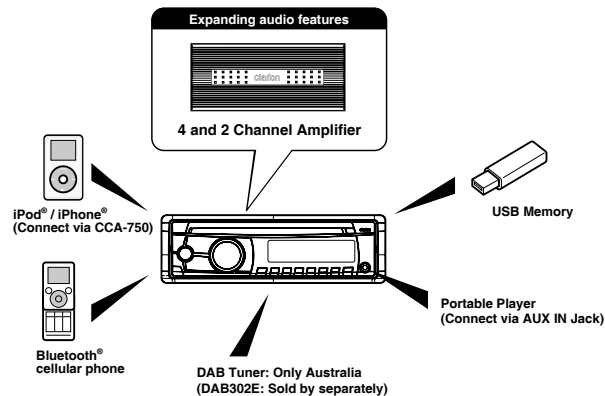 Expanding audio features
clarion
4 and 2 Channel Amplifier
iPod® / iPhone®
(Connect via CCA-750)
USB Memory
Bluetooth®
cellular phone
Portable Player
(Connect via AUX IN Jack)
DAB Tuner: Only Australia
(DAB302E: Sold by separately)